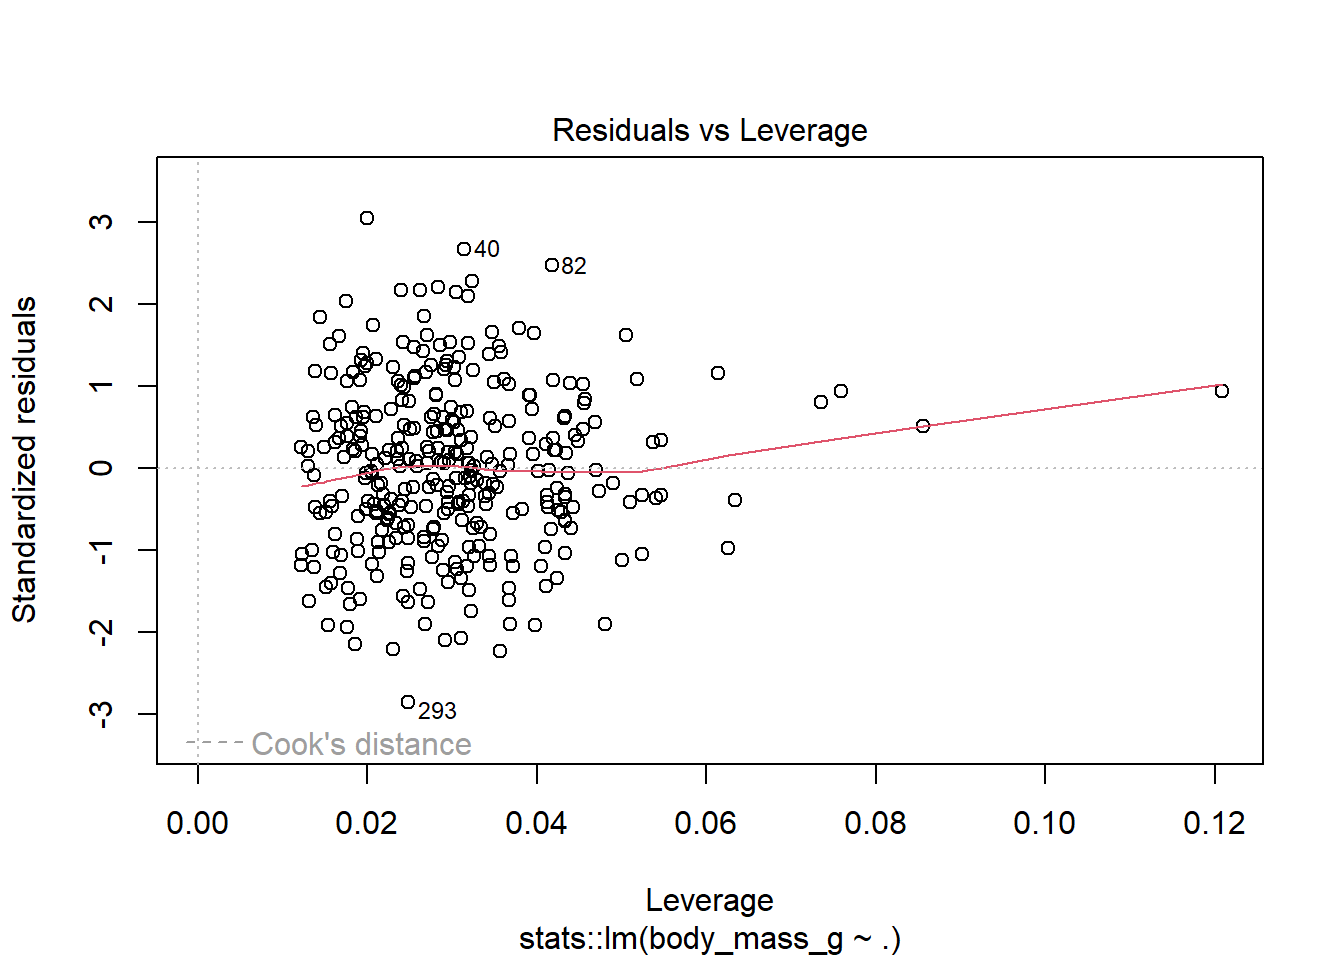 Residuals vs Leverage
Standardized residuals
3
2
1
0
-1
-2
-3
40
82
293
Cook's distance
0.00 0.02 0.04 0.06 0.08 0.10 0.12
Leverage
stats::lm(body_mass_g ~ .)